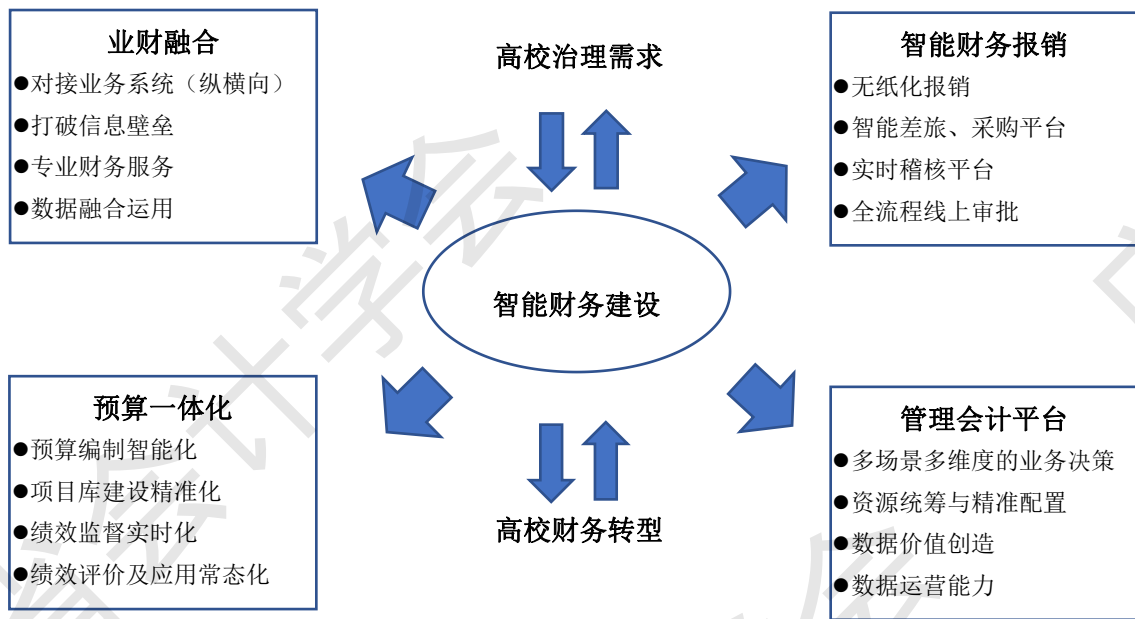 业财融合
●对接业务系统（纵横向）
●打破信息壁垒
●专业财务服务
●数据融合运用
高校治理需求
智能财务报销
●无纸化报销
●智能差旅、采购平台
●实时稽核平台
●全流程线上审批
智能财务建设
预算一体化
●预算编制智能化
●项目库建设精准化
●绩效监督实时化
●绩效评价及应用常态化
高校财务转型
管理会计平台
●多场景多维度的业务决策
●资源统筹与精准配置
●数据价值创造
●数据运营能力
会计学会